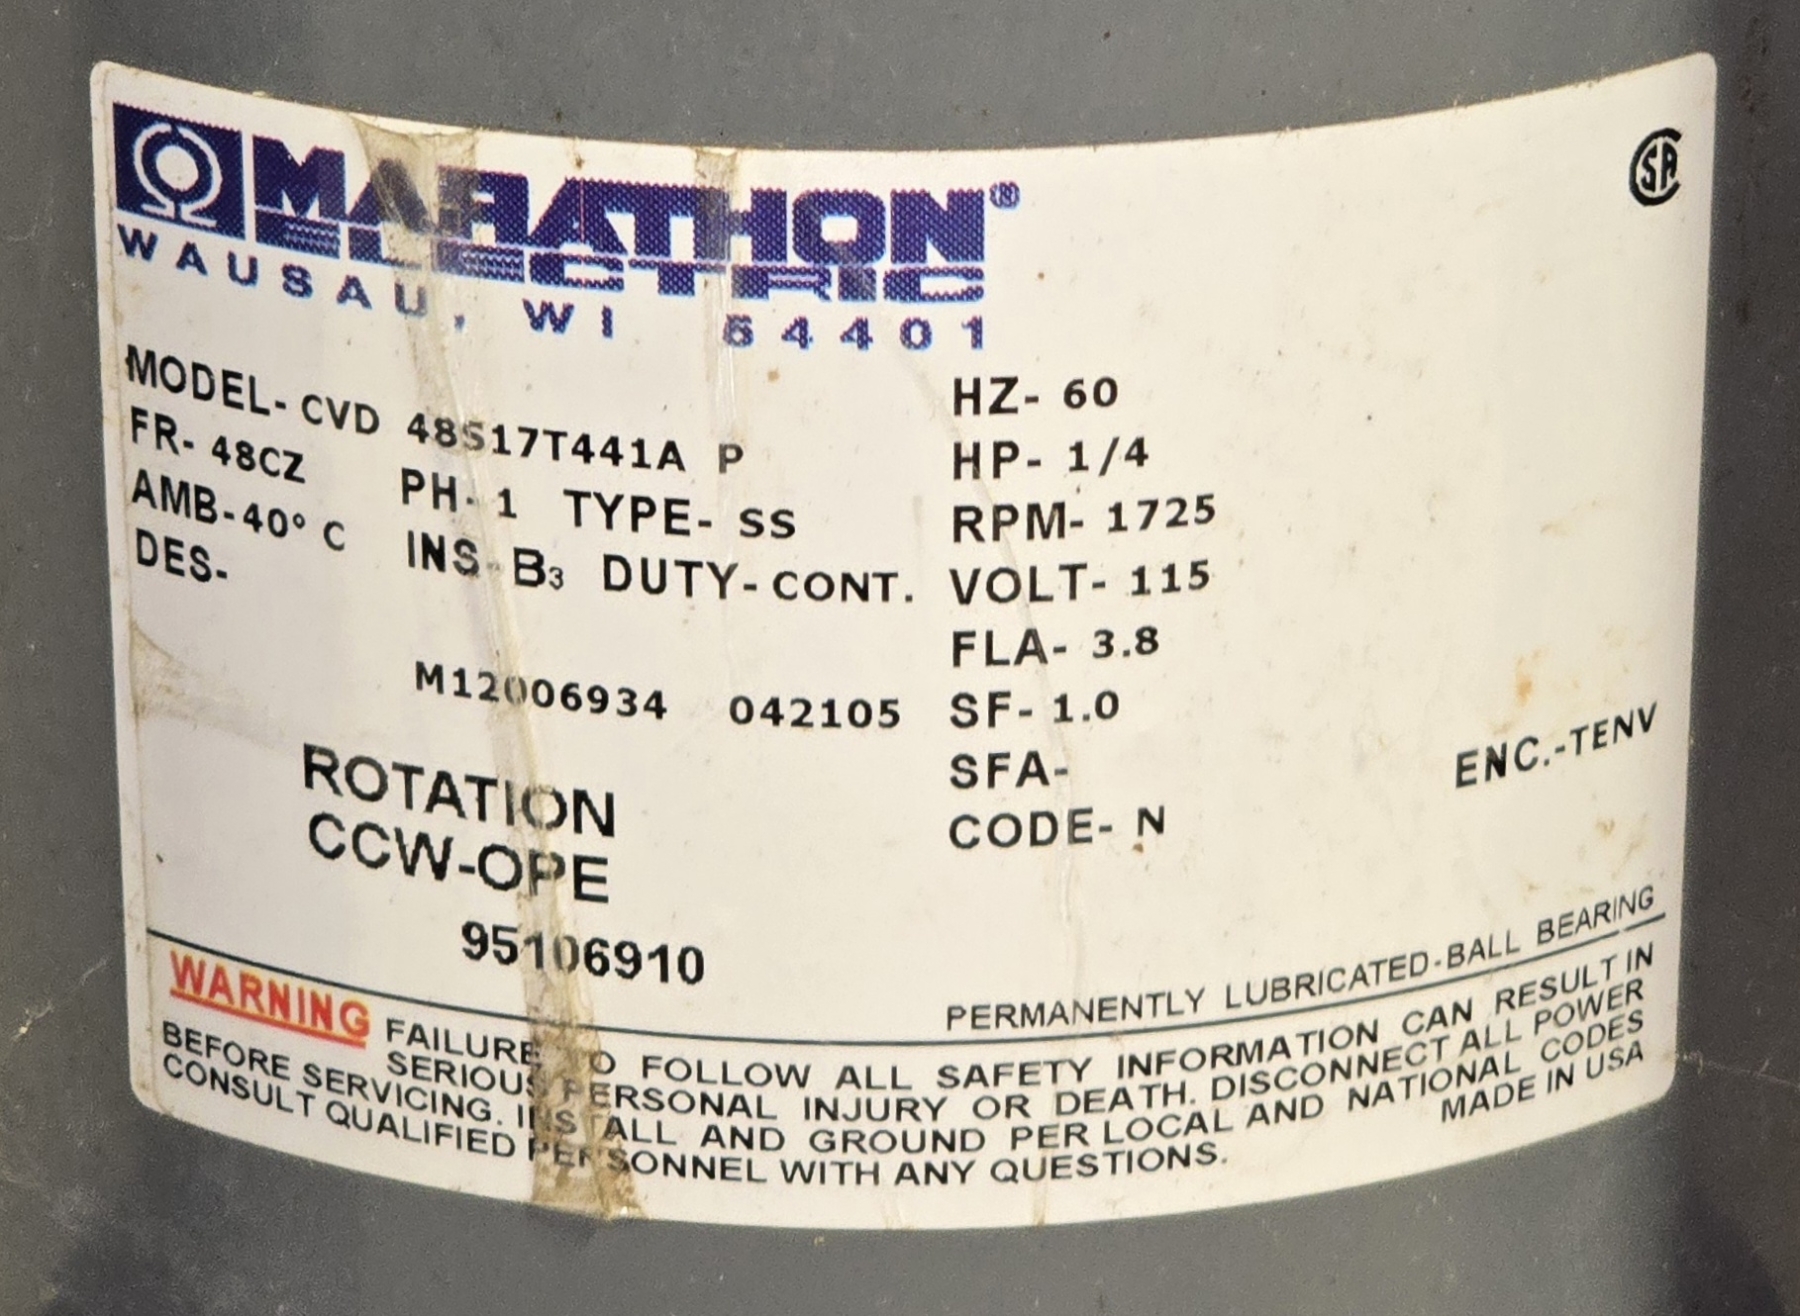 MARATHON®
ELECTRIC
WAUSAU, WI 54401
SA
MODEL- CVD 48S17T441A P
FR- 48CZ PH- 1 TYPE- SS
AMB-40° C INS-B3 DUTY-CONT.
DES-
HZ- 60
HP- 1/4
RPM- 1725
VOLT- 115
FLA- 3.8
SF- 1.0
SFA-
CODE- N
M12006934 042105
ENC.-TENV
ROTATION
CCW-OPE
95106910
PERMANENTLY LUBRICATED-BALL BEARING
WARNING FAILURE TO FOLLOW ALL SAFETY INFORMATION CAN RESULT IN
SERIOUS PERSONAL INJURY OR DEATH. DISCONNECT ALL POWER
BEFORE SERVICING. INSTALL AND GROUND PER LOCAL AND NATIONAL CODES
CONSULT QUALIFIED PERSONNEL WITH ANY QUESTIONS.
MADE IN USA